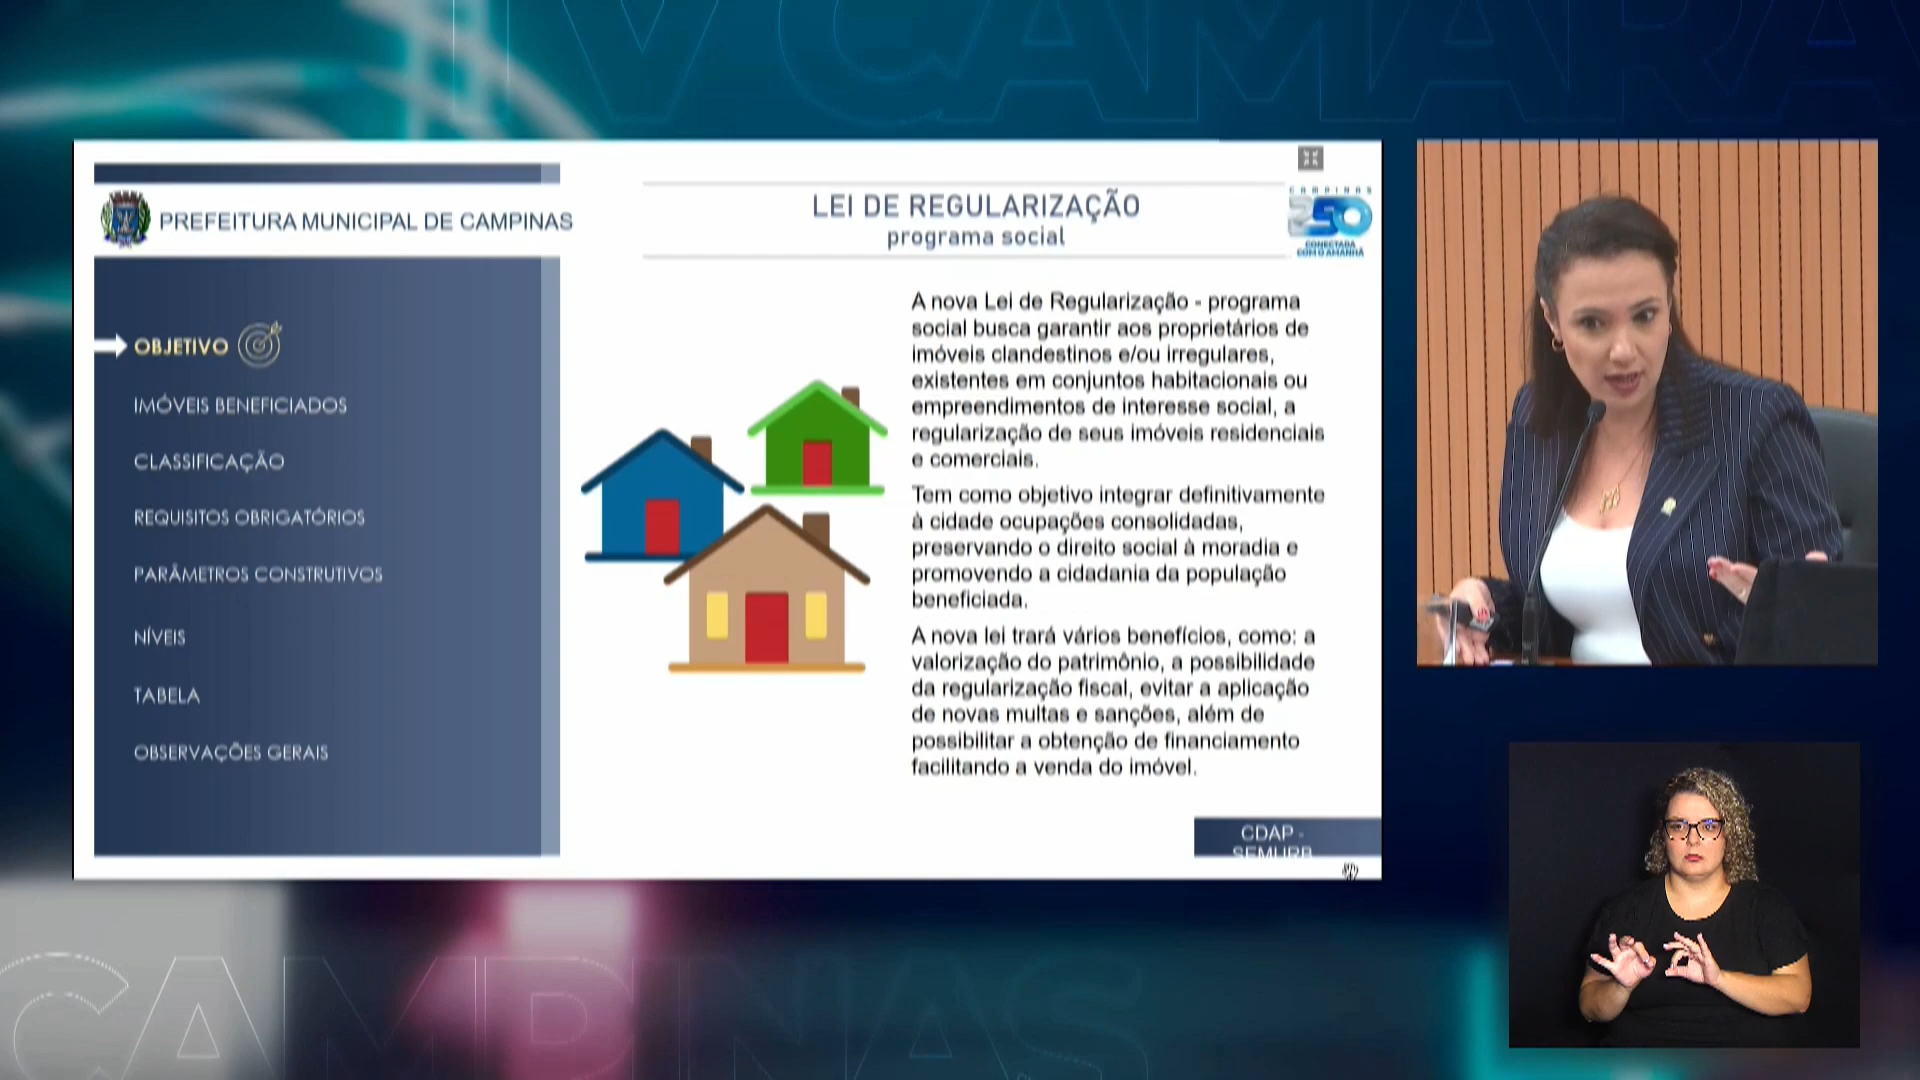 TV CAMARA
PREFEITURA MUNICIPAL DE CAMPINAS
LEI DE REGULARIZAÇÃO
programa social
CAMPINAS
250
CONECTADA
COM O AMANHÃ
OBJETIVO
IMÓVEIS BENEFICIADOS
CLASSIFICAÇÃO
REQUISITOS OBRIGATÓRIOS
PARÂMETROS CONSTRUTIVOS
NÍVEIS
TABELA
OBSERVAÇÕES GERAIS
A nova Lei de Regularização - programa
social busca garantir aos proprietários de
imóveis clandestinos e/ou irregulares,
existentes em conjuntos habitacionais ou
empreendimentos de interesse social, a
regularização de seus imóveis residenciais
e comerciais.
Tem como objetivo integrar definitivamente
à cidade ocupações consolidadas,
preservando o direito social à moradia e
promovendo a cidadania da população
beneficiada.
A nova lei trará vários benefícios, como: a
valorização do patrimônio, a possibilidade
da regularização fiscal, evitar a aplicação
de novas multas e sanções, além de
possibilitar a obtenção de financiamento
facilitando a venda do imóvel.
CDAP -
SEMURB
CAMPINAS